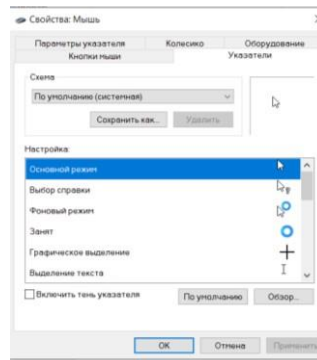 Свойства: Мышь
Параметры указателя Колесико Оборудование
Кнопки мыши Указатели
Схема
По умолчанию (системная)
Сохранить как... Удалить
Настройка:
Основной режим
Выбор справки
Фоновый режим
Занят
Графическое выделение
Выделение текста
Включить тень указателя По умолчанию Обзор...
OK Отмена Применить